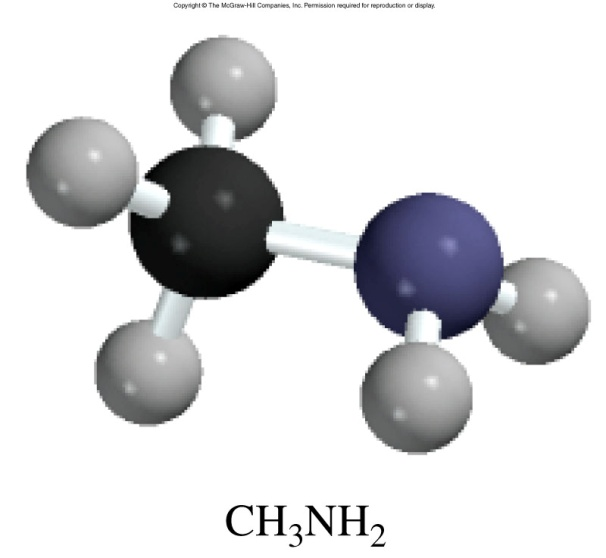 Copyright © The McGraw-Hill Companies, Inc. Permission required for reproduction or display.
CH₃NH₂